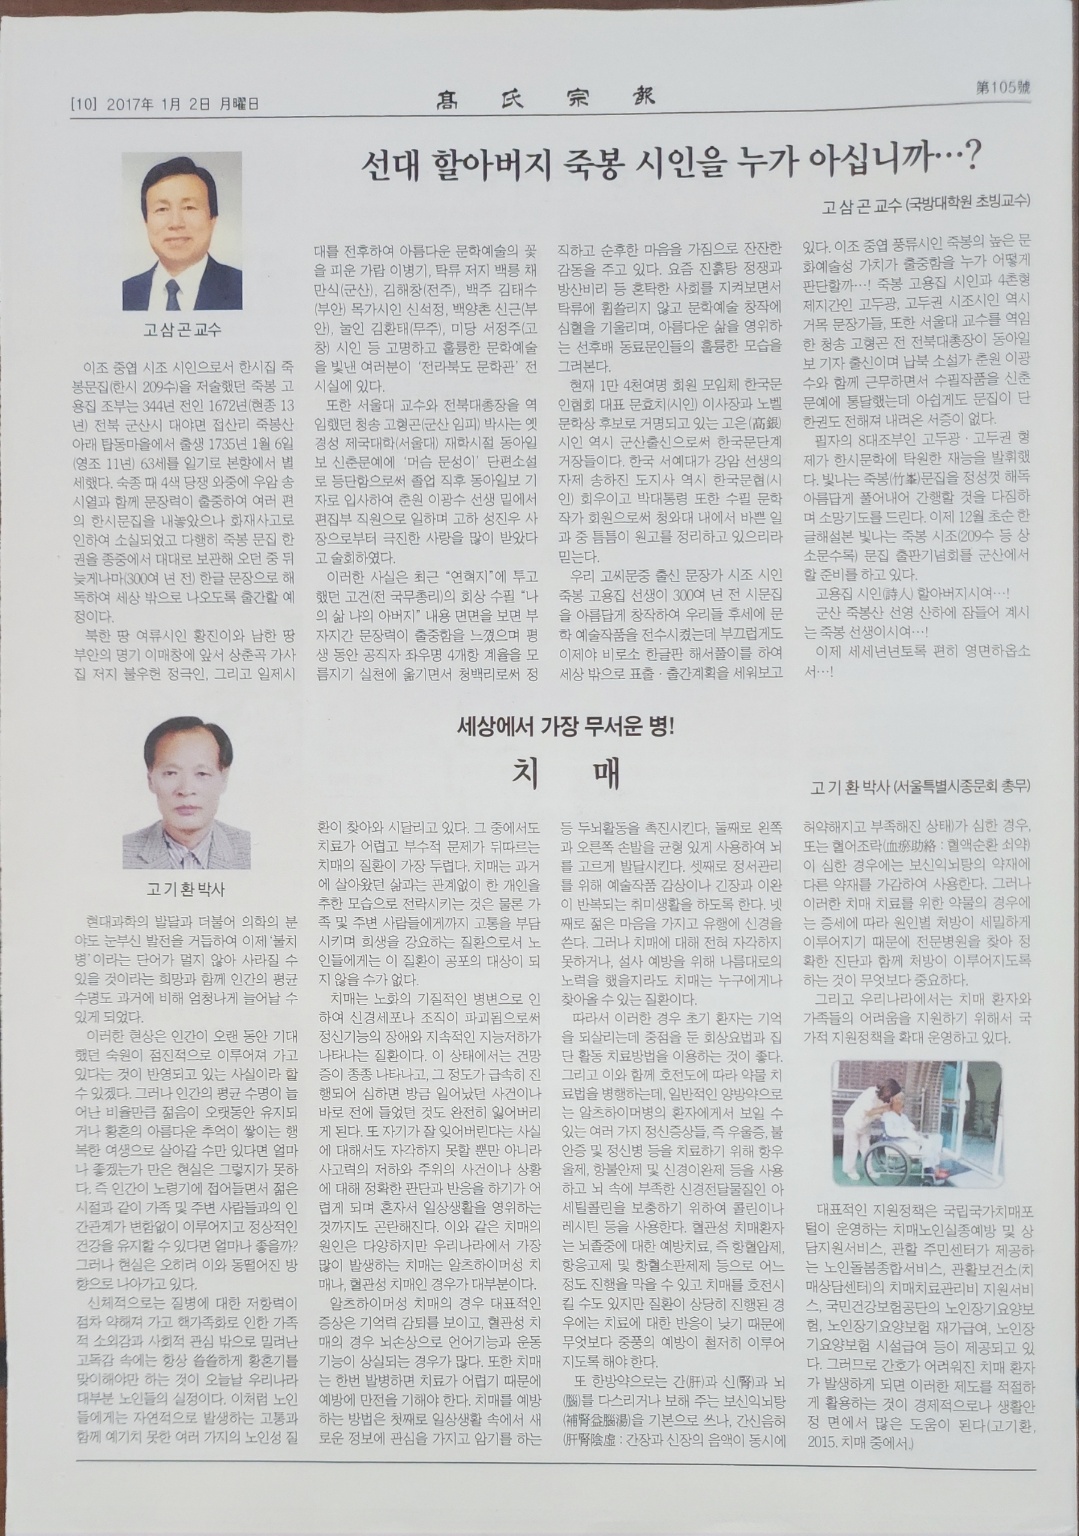 [10] 2017年 1月 2日 月曜日
高氏宗報
第105號
선대 할아버지 죽봉 시인을 누가 아십니까…?
고 삼 곤 교수 (국방대학원 초빙교수)
고 삼 곤 교수
이조 중엽 시조 시인으로서 한시집 죽
봉문집(한시 209수)을 저술했던 죽봉 고
용집 조부는 344년 전인 1672년(현종 13
년) 전북 군산시 대야면 접산리 죽봉산
아래 탑동마을에서 출생 1735년 1월 6일
(영조 11년) 63세를 일기로 본향에서 별
세했다. 숙종 때 4색 당쟁 와중에 우암 송
시열과 함께 문장력이 출중하여 여러 편
의 한시문집을 내놓았으나 화재사고로
인하여 소실되었고 다행히 죽봉 문집 한
권을 종중에서 대대로 보관해 오던 중 뒤
늦게나마(300여 년 전) 한글 문장으로 해
독하여 세상 밖으로 나오도록 출간할 예
정이다.
북한 땅 여류시인 황진이와 남한 땅
부안의 명기 이매창에 앞서 상춘곡 가사
집 저지 불우헌 정극인, 그리고 일제시
대를 전후하여 아름다운 문학예술의 꽃
을 피운 가람 이병기, 탁류 저지 백릉 채
만식(군산), 김해창(전주), 백주 김태수
(부안) 목가시인 신석정, 백양촌 신근(부
안), 눌인 김환태(무주), 미당 서정주(고
창) 시인 등 고명하고 훌륭한 문학예술
을 빛낸 여러분이 '전라북도 문학관' 전
시실에 있다.
또한 서울대 교수와 전북대총장을 역
임했던 청송 고형곤(군산 임피) 박사는 옛
경성 제국대학(서울대) 재학시절 동아일
보 신춘문예에 '머슴 문성이' 단편소설
로 등단함으로써 졸업 직후 동아일보 기
자로 입사하여 춘원 이광수 선생 밑에서
편집부 직원으로 일하며 고하 성진우 사
장으로부터 극진한 사랑을 많이 받았다
고 술회하였다.
이러한 사실은 최근 "연혁지"에 투고
했던 고건(전 국무총리)의 회상 수필 "나
의 삶 나의 아버지" 내용 면면을 보면 부
자지간 문장력이 출중함을 느꼈으며 평
생 동안 공직자 좌우명 4개항 계율을 모
름지기 실천에 옮기면서 청백리로써 정
직하고 순후한 마음을 가짐으로 잔잔한
감동을 주고 있다. 요즘 진흙탕 정쟁과
방산비리 등 혼탁한 사회를 지켜보면서
탁류에 휩쓸리지 않고 문화예술 창작에
심혈을 기울리며, 아름다운 삶을 영위하
는 선후배 동료문인들의 훌륭한 모습을
그려본다.
현재 1만 4천여명 회원 모임체 한국문
인협회 대표 문효치(시인) 이사장과 노벨
문학상 후보로 거명되고 있는 고은(高銀)
시인 역시 군산출신으로써 한국문단계
거장들이다. 한국 서예대가 강암 선생의
자제 송하진 도지사 역시 한국문협(시
인) 회우이고 박대통령 또한 수필 문학
작가 회원으로써 청와대 내에서 바쁜 일
과 중 틈틈이 원고를 정리하고 있으리라
믿는다.
우리 고씨문중 출신 문장가 시조 시인
죽봉 고용집 선생이 300여 년 전 시문집
을 아름답게 창작하여 우리들 후세에 문
학 예술작품을 전수시켰는데 부끄럽게도
이제야 비로소 한글판 해서풀이를 하여
세상 밖으로 표출·출간계획을 세워보고
있다. 이조 중엽 풍류시인 죽봉의 높은 문
화예술성 가치가 출중함을 누가 어떻게
판단할까…! 죽봉 고용집 시인과 4촌형
제지간인 고두광, 고두권 시조시인 역시
거목 문장가들, 또한 서울대 교수를 역임
한 청송 고형곤 전 전북대총장이 동아일
보 기자 출신이며 납북 소설가 춘원 이광
수와 함께 근무하면서 수필작품을 신춘
문예에 통달했는데 아쉽게도 문집이 단
한권도 전해져 내려온 서증이 없다.
필자의 8대조부인 고두광·고두권 형
제가 한시문학에 탁원한 재능을 발휘했
다. 빛나는 죽봉(竹峯)문집을 정성껏 해독
아름답게 풀어내어 간행할 것을 다짐하
며 소망기도를 드린다. 이제 12월 초순 한
글해설본 빛나는 죽봉 시조(209수 등 상
소문수록) 문집 출판기념회를 군산에서
할 준비를 하고 있다.
고용집 시인(詩人) 할아버지시여…!
군산 죽봉산 선영 산하에 잠들어 계시
는 죽봉 선생이시여…!
이제 세세년년토록 편히 영면하옵소
서…!
세상에서 가장 무서운 병!
치 매
고 기 환 박사 (서울특별시종문회 총무)
고 기 환 박사
현대과학의 발달과 더불어 의학의 분
야도 눈부신 발전을 거듭하여 이제 '불치
병' 이라는 단어가 멀지 않아 사라질 수
있을 것이라는 희망과 함께 인간의 평균
수명도 과거에 비해 엄청나게 늘어날 수
있게 되었다.
이러한 현상은 인간이 오랜 동안 기대
했던 숙원이 점진적으로 이루어져 가고
있다는 것이 반영되고 있는 사실이라 할
수 있겠다. 그러나 인간의 평균 수명이 늘
어난 비율만큼 젊음이 오랫동안 유지되
거나 황혼의 아름다운 추억이 쌓이는 행
복한 여생으로 살아갈 수만 있다면 얼마
나 좋겠는가 만은 현실은 그렇지가 못하
다. 즉 인간이 노령기에 접어들면서 젊은
시절과 같이 가족 및 주변 사람들과의 인
간관계가 변함없이 이루어지고 정상적인
건강을 유지할 수 있다면 얼마나 좋을까?
그러나 현실은 오히려 이와 동떨어진 방
향으로 나아가고 있다.
신체적으로는 질병에 대한 저항력이
점차 약해져 가고 핵가족화로 인한 가족
적 소외감과 사회적 관심 밖으로 밀려난
고독감 속에는 항상 쓸쓸하게 황혼기를
맞이해야만 하는 것이 오늘날 우리나라
대부분 노인들의 실정이다. 이처럼 노인
들에게는 자연적으로 발생하는 고통과
함께 예기치 못한 여러 가지의 노인성 질
환이 찾아와 시달리고 있다. 그 중에서도
치료가 어렵고 부수적 문제가 뒤따르는
치매의 질환이 가장 두렵다. 치매는 과거
에 살아왔던 삶과는 관계없이 한 개인을
추한 모습으로 전락시키는 것은 물론 가
족 및 주변 사람들에게까지 고통을 부담
시키며 희생을 강요하는 질환으로서 노
인들에게는 이 질환이 공포의 대상이 되
지 않을 수가 없다.
치매는 노화의 기질적인 병변으로 인
하여 신경세포나 조직이 파괴됨으로써
정신기능의 장애와 지속적인 지능저하가
나타나는 질환이다. 이 상태에서는 건망
증이 종종 나타나고, 그 정도가 급속히 진
행되어 심하면 방금 일어났던 사건이나
바로 전에 들었던 것도 완전히 잃어버리
게 된다. 또 자기가 잘 잊어버린다는 사실
에 대해서도 자각하지 못할 뿐만 아니라
사고력의 저하와 주위의 사건이나 상황
에 대해 정확한 판단과 반응을 하기가 어
렵게 되며 혼자서 일상생활을 영위하는
것까지도 곤란해진다. 이와 같은 치매의
원인은 다양하지만 우리나라에서 가장
많이 발생하는 치매는 알츠하이머성 치
매나, 혈관성 치매인 경우가 대부분이다.
알츠하이머성 치매의 경우 대표적인
증상은 기억력 감퇴를 보이고, 혈관성 치
매의 경우 뇌손상으로 언어기능과 운동
기능이 상실되는 경우가 많다. 또한 치매
는 한번 발병하면 치료가 어렵기 때문에
예방에 만전을 기해야 한다. 치매를 예방
하는 방법은 첫째로 일상생활 속에서 새
로운 정보에 관심을 가지고 암기를 하는
등 두뇌활동을 촉진시킨다, 둘째로 왼쪽
과 오른쪽 손발을 균형 있게 사용하여 뇌
를 고르게 발달시킨다. 셋째로 정서관리
를 위해 예술작품 감상이나 긴장과 이완
이 반복되는 취미생활을 하도록 한다. 넷
째로 젊은 마음을 가지고 유행에 신경을
쓴다. 그러나 치매에 대해 전혀 자각하지
못하거나, 설사 예방을 위해 나름대로의
노력을 했을지라도 치매는 누구에게나
찾아올 수 있는 질환이다.
따라서 이러한 경우 초기 환자는 기억
을 되살리는데 중점을 둔 회상요법과 집
단 활동 치료방법을 이용하는 것이 좋다.
그리고 이와 함께 호전도에 따라 약물 치
료법을 병행하는데, 일반적인 양방약으로
는 알츠하이머병의 환자에게서 보일 수
있는 여러 가지 정신증상들, 즉 우울증, 불
안증 및 정신병 등을 치료하기 위해 항우
울제, 항불안제 및 신경이완제 등을 사용
하고 뇌 속에 부족한 신경전달물질인 아
세틸콜린을 보충하기 위하여 콜린이나
레시틴 등을 사용한다. 혈관성 치매환자
는 뇌졸중에 대한 예방치료, 즉 항혈압제,
항응고제 및 항혈소판제제 등으로 어느
정도 진행을 막을 수 있고 치매를 호전시
킬 수도 있지만 질환이 상당히 진행된 경
우에는 치료에 대한 반응이 낮기 때문에
무엇보다 중풍의 예방이 철저히 이루어
지도록 해야 한다.
또 한방약으로는 간(肝)과 신(腎)과 뇌
(腦)를 다스리거나 보해 주는 보신익뇌탕
(補腎益腦湯)을 기본으로 쓰나, 간신음허
(肝腎陰虛 : 간장과 신장의 음액이 동시에
허약해지고 부족해진 상태)가 심한 경우,
또는 혈어조락(血瘀助絡 : 혈액순환 쇠약)
이 심한 경우에는 보신익뇌탕의 약재에
다른 약재를 가감하여 사용한다. 그러나
이러한 치매 치료를 위한 약물의 경우에
는 증세에 따라 원인별 처방이 세밀하게
이루어지기 때문에 전문병원을 찾아 정
확한 진단과 함께 처방이 이루어지도록
하는 것이 무엇보다 중요하다.
그리고 우리나라에서는 치매 환자와
가족들의 어려움을 지원하기 위해서 국
가적 지원정책을 확대 운영하고 있다.
대표적인 지원정책은 국립국가치매포
털이 운영하는 치매노인실종예방 및 상
담지원서비스, 관할 주민센터가 제공하
는 노인돌봄종합서비스, 관할보건소(치
매상담센터)의 치매치료관리비 지원서비
스, 국민건강보험공단의 노인장기요양보
험, 노인장기요양보험 재가급여, 노인장
기요양보험 시설급여 등이 제공되고 있
다. 그러므로 간호가 어려워진 치매 환자
가 발생하게 되면 이러한 제도를 적절하
게 활용하는 것이 경제적으로나 생활안
정 면에서 많은 도움이 된다(고기환,
2015, 치매 중에서.)